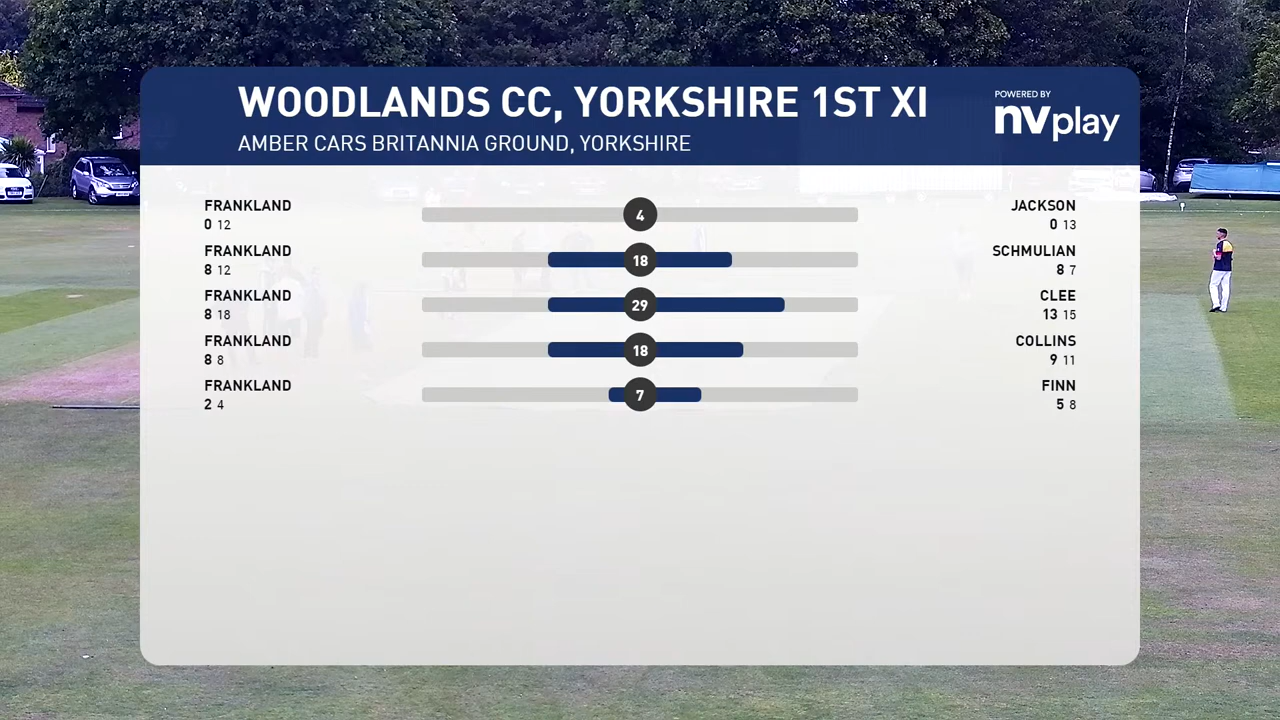 WOODLANDS CC, YORKSHIRE 1ST XI
AMBER CARS BRITANNIA GROUND, YORKSHIRE
POWERED BY
nvplay
FRANKLAND 4 JACKSON
0 12 0 13
FRANKLAND 18 SCHMULIAN
8 12 8 7
FRANKLAND 29 CLEE
8 18 13 15
FRANKLAND 18 COLLINS
8 8 9 11
FRANKLAND 7 FINN
2 4 5 8